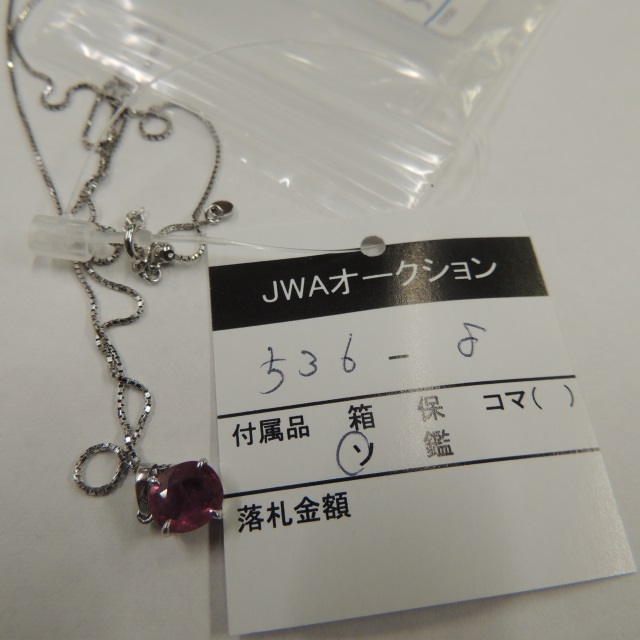 JWAオークション
536-8
付属品 箱 保 コマ( )
ソ 鑑
落札金額